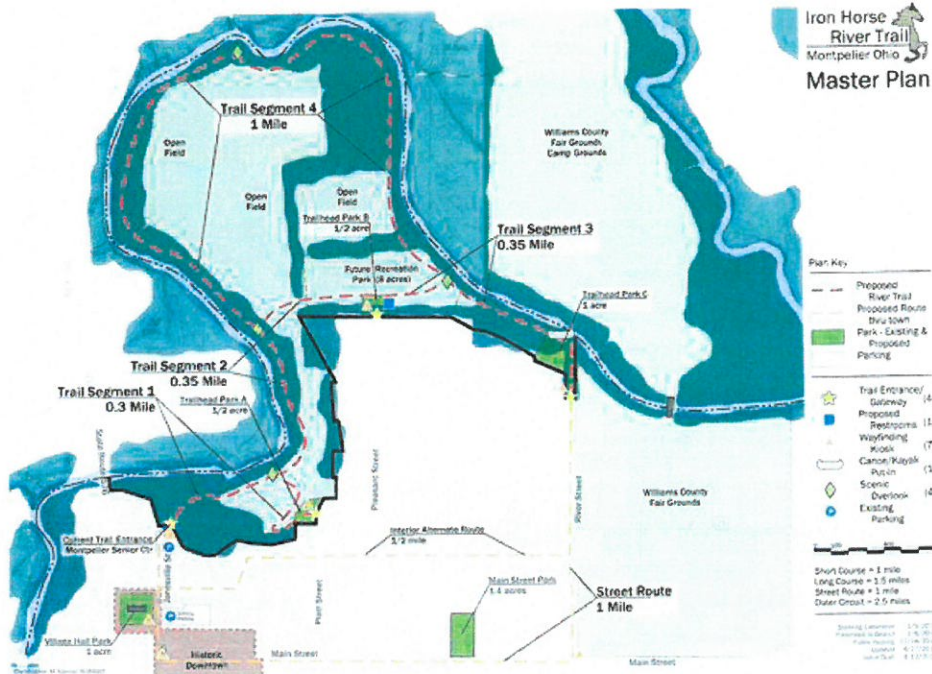 Iron Horse
River Trail
Montpelier Ohio
Master Plan
Trail Segment 4
1 Mile
Open
Field
Open
Field
Open
Field
Williams County
Fair Grounds
Camp Grounds
Trailhead Park B
1/2 acre
Trail Segment 3
0.35 Mile
Future Recreation
Park (8 acres)
Trailhead Park C
1 acre
Trail Segment 2
0.35 Mile
Trail Segment 1
0.3 Mile
Trailhead Park A
1/2 acre
Pleasant Street
River Street
Williams County
Fair Grounds
Current Trail Entrance
Montpelier Senior Ctr
Jonesville St
Interior Alternate Route
1/2 mile
Platt Street
Main Street Park
1.4 acres
Street Route
1 Mile
Village Hall Park
1 acre
Historic
Downtown
Main Street
Main Street
Plan Key
Proposed
River Trail
Proposed Route
thru town
Park - Existing &
Proposed
Parking
Trail Entrance/
Gateway
Proposed
Restrooms
Wayfinding
Kiosk
Canoe/Kayak
Put-in
Scenic
Overlook
Existing
Parking
Short Course = 1 mile
Long Course = 1.5 miles
Street Route = 1 mile
Outer Circuit = 2.5 miles